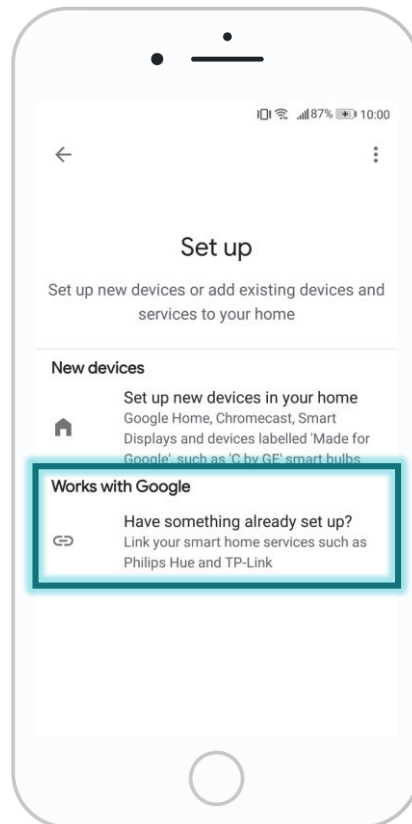 87% 10:00
Set up
Set up new devices or add existing devices and
services to your home
New devices
Set up new devices in your home
Google Home, Chromecast, Smart
Displays and devices labelled 'Made for
Google', such as 'C by GE' smart bulbs
Works with Google
Have something already set up?
Link your smart home services such as
Philips Hue and TP-Link